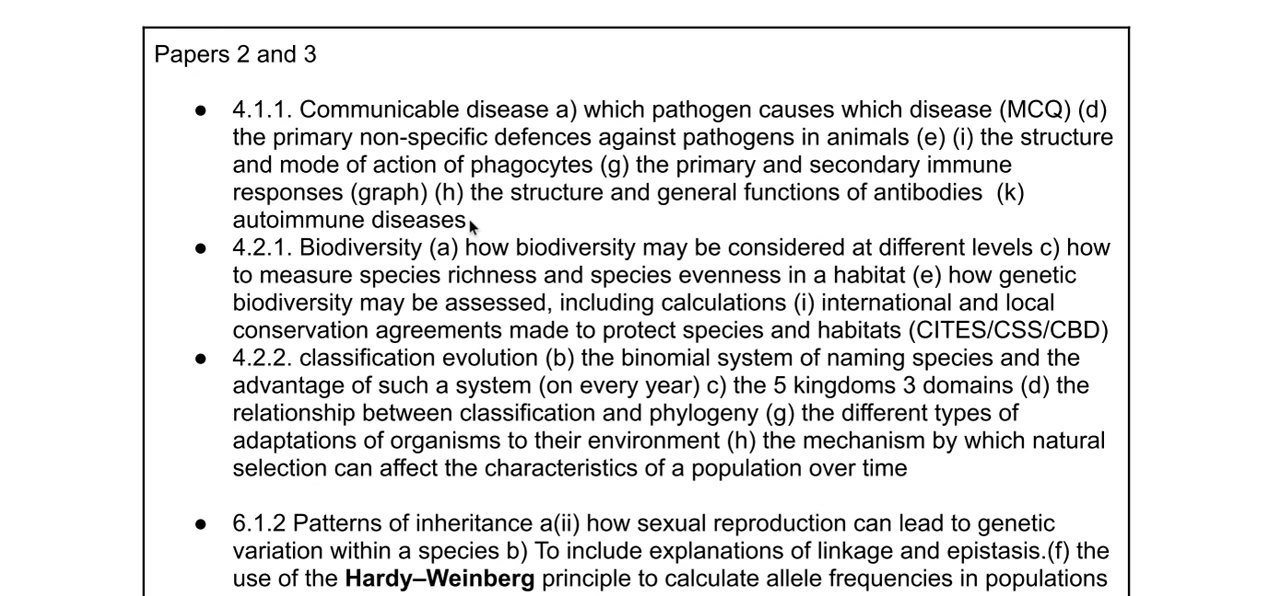 Papers 2 and 3
● 4.1.1. Communicable disease a) which pathogen causes which disease (MCQ) (d)
the primary non-specific defences against pathogens in animals (e) (i) the structure
and mode of action of phagocytes (g) the primary and secondary immune
responses (graph) (h) the structure and general functions of antibodies  (k)
autoimmune diseases
● 4.2.1. Biodiversity (a) how biodiversity may be considered at different levels c) how
to measure species richness and species evenness in a habitat (e) how genetic
biodiversity may be assessed, including calculations (i) international and local
conservation agreements made to protect species and habitats (CITES/CSS/CBD)
● 4.2.2. classification evolution (b) the binomial system of naming species and the
advantage of such a system (on every year) c) the 5 kingdoms 3 domains (d) the
relationship between classification and phylogeny (g) the different types of
adaptations of organisms to their environment (h) the mechanism by which natural
selection can affect the characteristics of a population over time
● 6.1.2 Patterns of inheritance a(ii) how sexual reproduction can lead to genetic
variation within a species b) To include explanations of linkage and epistasis.(f) the
use of the Hardy–Weinberg principle to calculate allele frequencies in populations